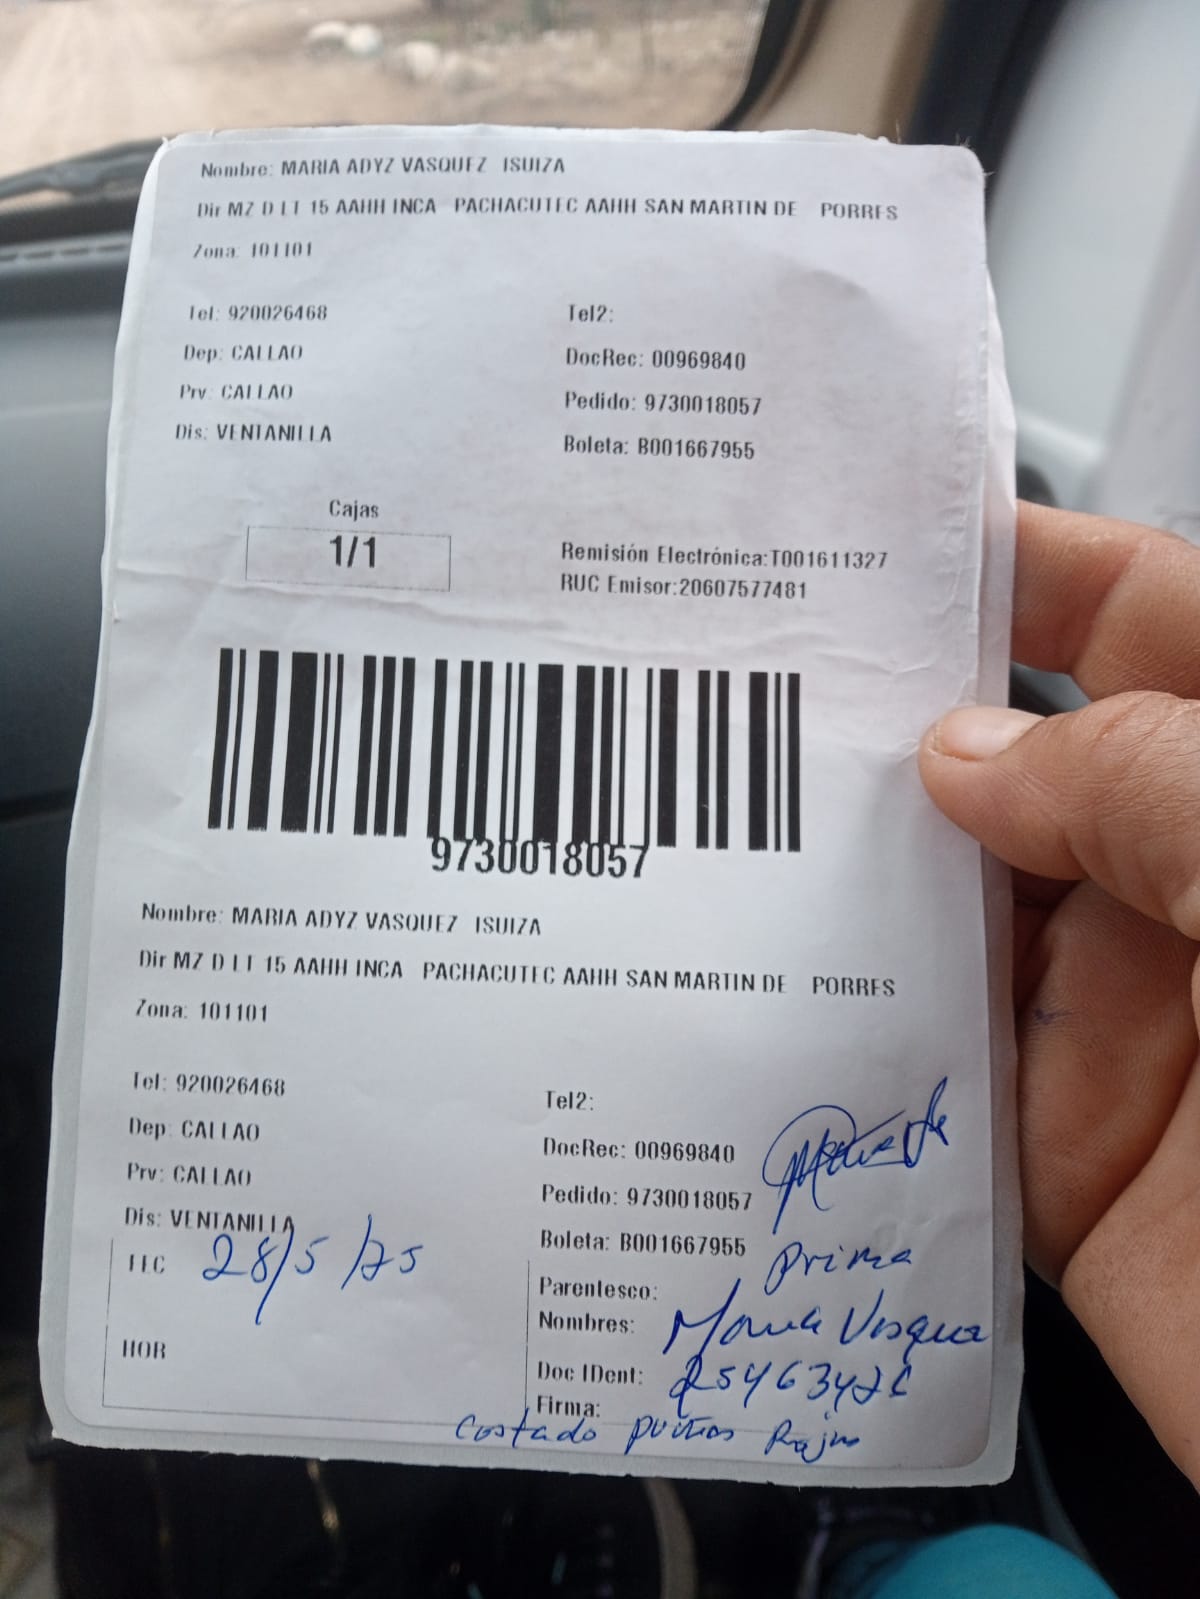 Nombre: MARIA ADYZ VASQUEZ ISUIZA
Dir MZ D LT 15 AAHH INCA PACHACUTEC AAHH SAN MARTIN DE PORRES
Zona: 101101
Tel: 920026468
Tel2:
Dep: CALLAO
DocRec: 00969840
Prv: CALLAO
Pedido: 9730018057
Dis: VENTANILLA
Boleta: B001667955
Cajas
1/1
Remisión Electrónica:T001611327
RUC Emisor:20607577481
9730018057
Nombre: MARIA ADYZ VASQUEZ ISUIZA
Dir MZ D LT 15 AAHH INCA PACHACUTEC AAHH SAN MARTIN DE PORRES
Zona: 101101
Tel: 920026468
Tel2:
Dep: CALLAO
DocRec: 00969840
Prv: CALLAO
Pedido: 9730018057
Dis: VENTANILLA
Boleta: B001667955
FEC 28/5/25
Parentesco: Prima
Nombres:
HOR
Doc IDent:
Firma:
Costado